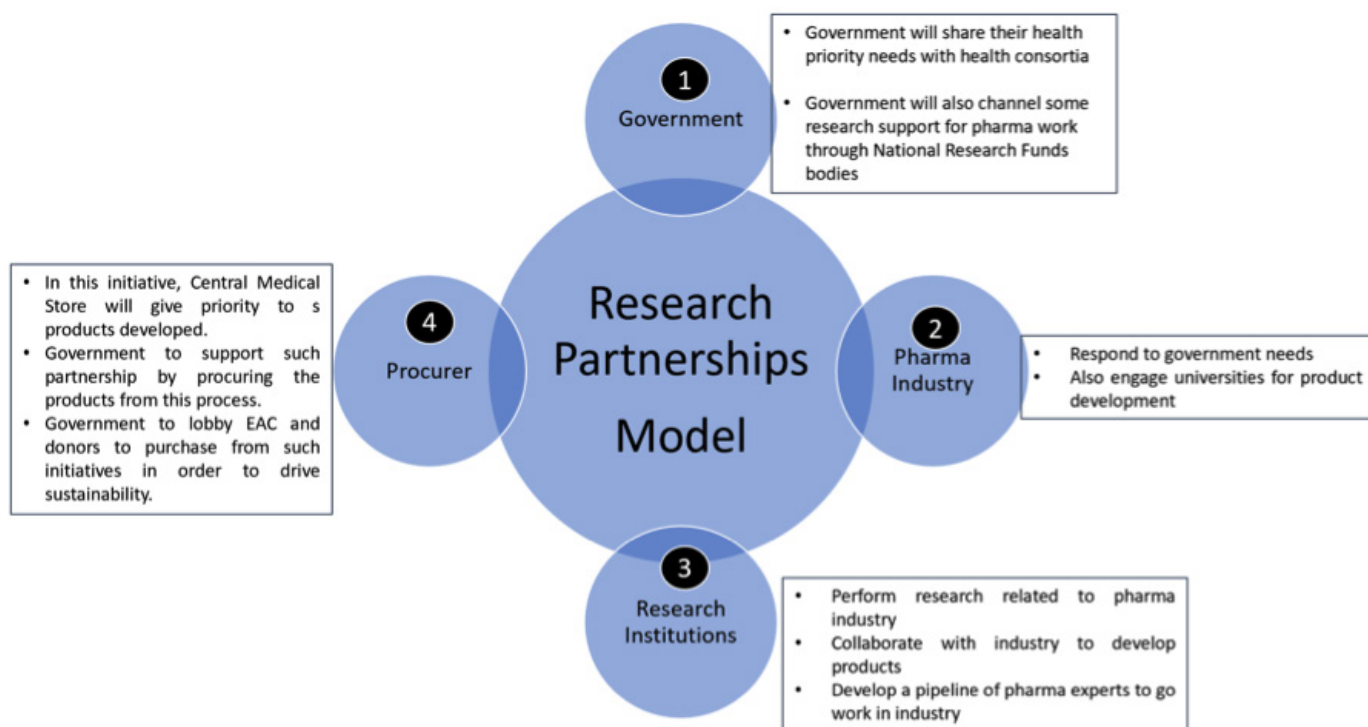 1
Government
• Government will share their health
priority needs with health consortia
• Government will also channel some
research support for pharma work
through National Research Funds
bodies
Research
Partnerships
Model
2
Pharma
Industry
• Respond to government needs
• Also engage universities for product
development
3
Research
Institutions
• Perform research related to pharma
industry
• Collaborate with industry to develop
products
• Develop a pipeline of pharma experts to go
work in industry
4
Procurer
• In this initiative, Central Medical
Store will give priority to s
products developed.
• Government to support such
partnership by procuring the
products from this process.
• Government to lobby EAC and
donors to purchase from such
initiatives in order to drive
sustainability.